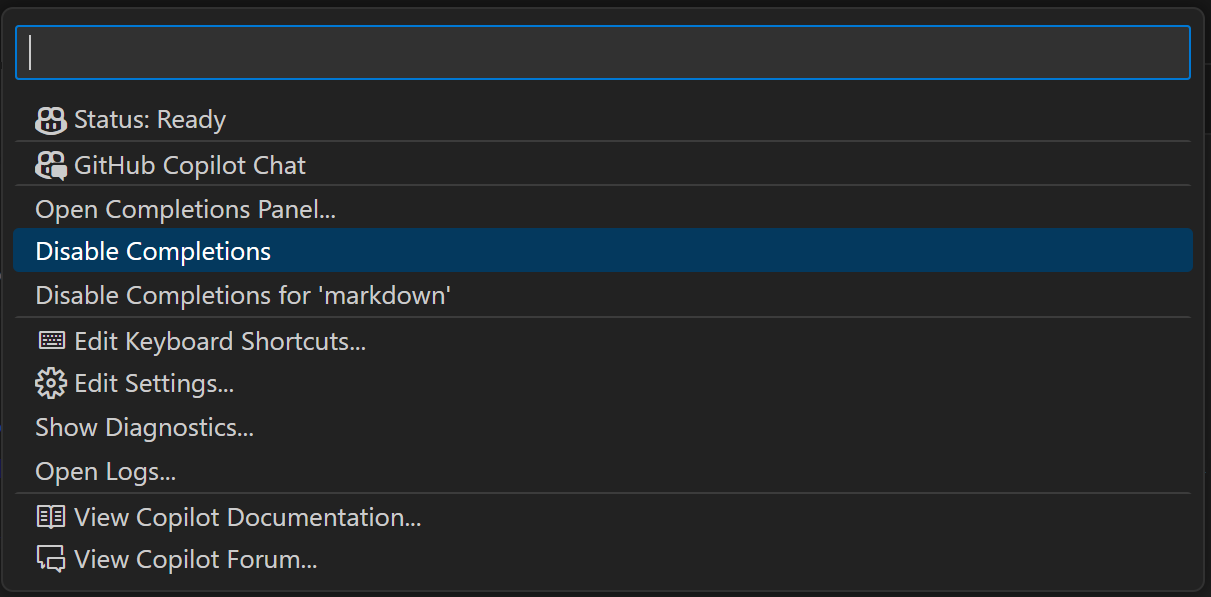 Status: Ready
GitHub Copilot Chat
Open Completions Panel...
Disable Completions
Disable Completions for 'markdown'
Edit Keyboard Shortcuts...
Edit Settings...
Show Diagnostics...
Open Logs...
View Copilot Documentation...
View Copilot Forum...